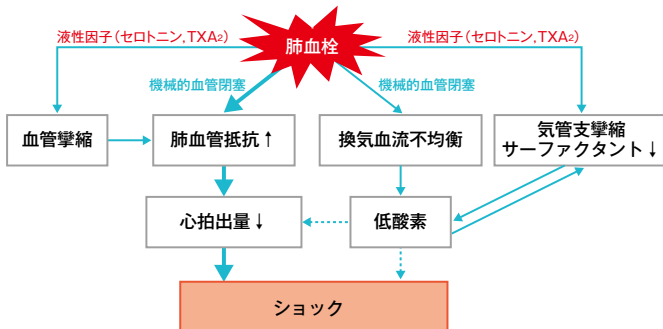 液性因子(セロトニン,TXA₂)
肺血栓
液性因子(セロトニン,TXA₂)
機械的血管閉塞
機械的血管閉塞
血管攣縮
肺血管抵抗↑
換気血流不均衡
気管支攣縮
サーファクタント↓
心拍出量↓
低酸素
ショック